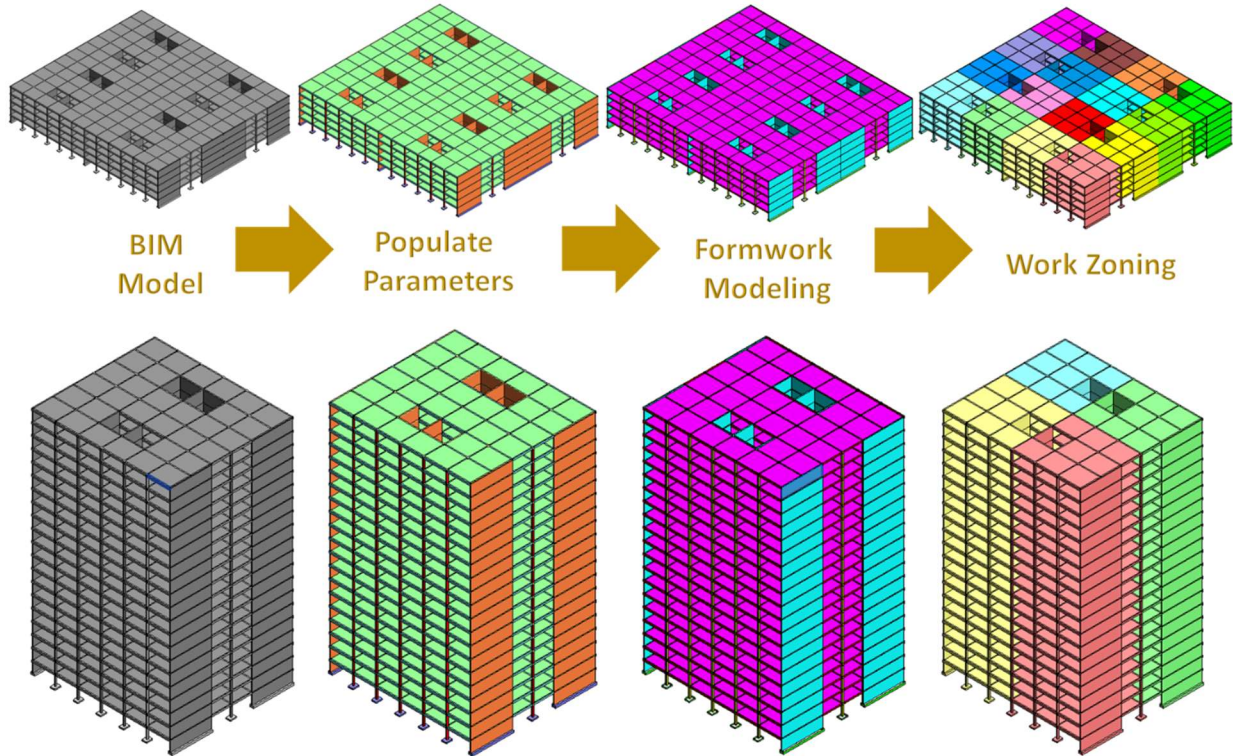 BIM
Model
Populate
Parameters
Formwork
Modeling
Work Zoning